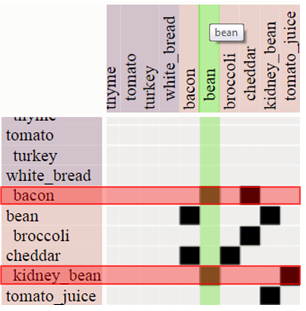 bean
thyme
tomato
turkey
white_bread
bacon
bean
broccoli
cheddar
kidney_bean
tomato_juice
thyme
tomato
turkey
white_bread
bacon
bean
broccoli
cheddar
kidney_bean
tomato_juice